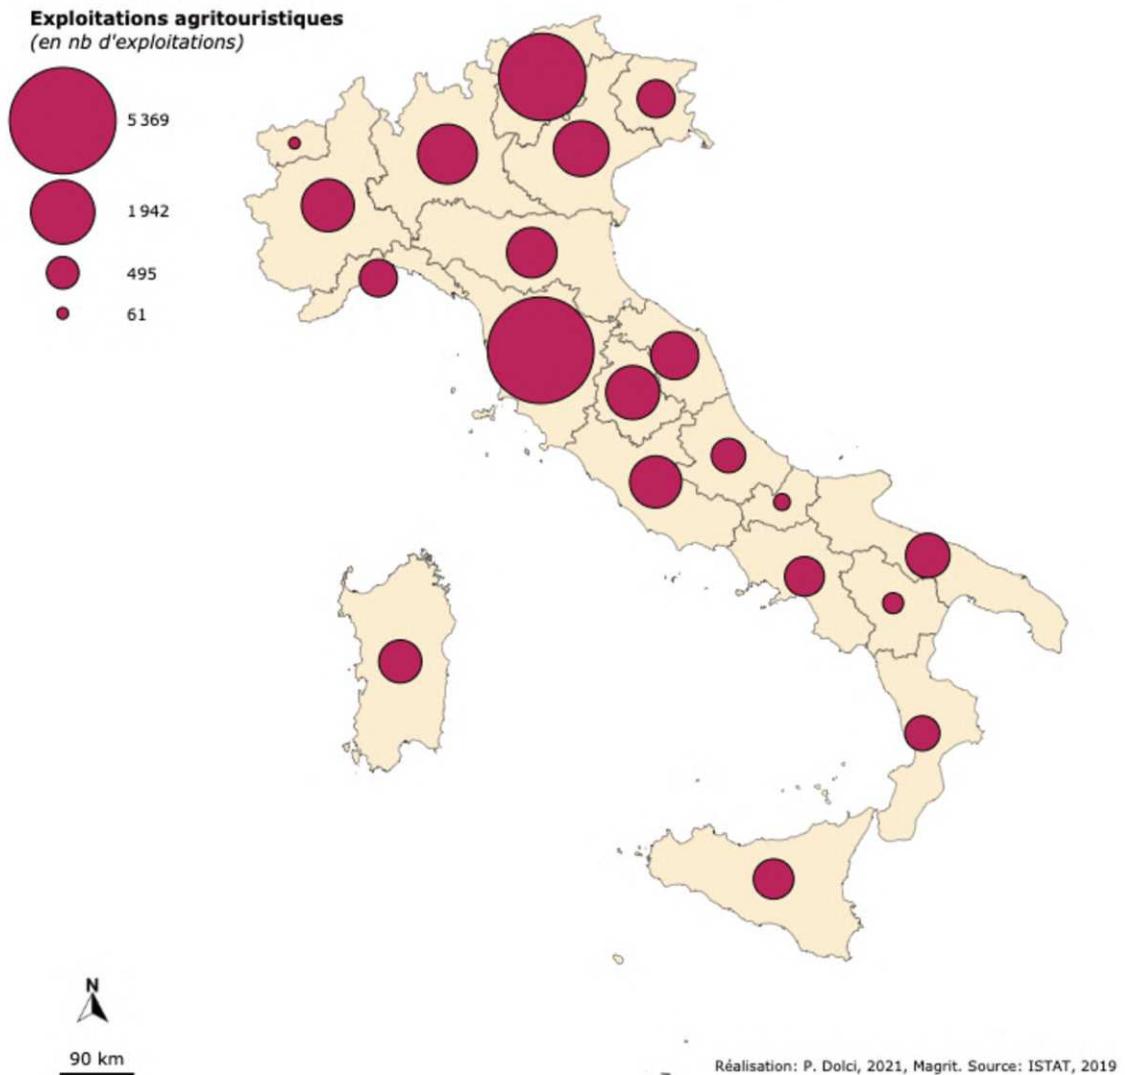 Exploitations agritouristiques
(en nb d'exploitations)
5 369
1 942
495
61
N
90 km
Réalisation: P. Dolci, 2021, Magrit. Source: ISTAT, 2019